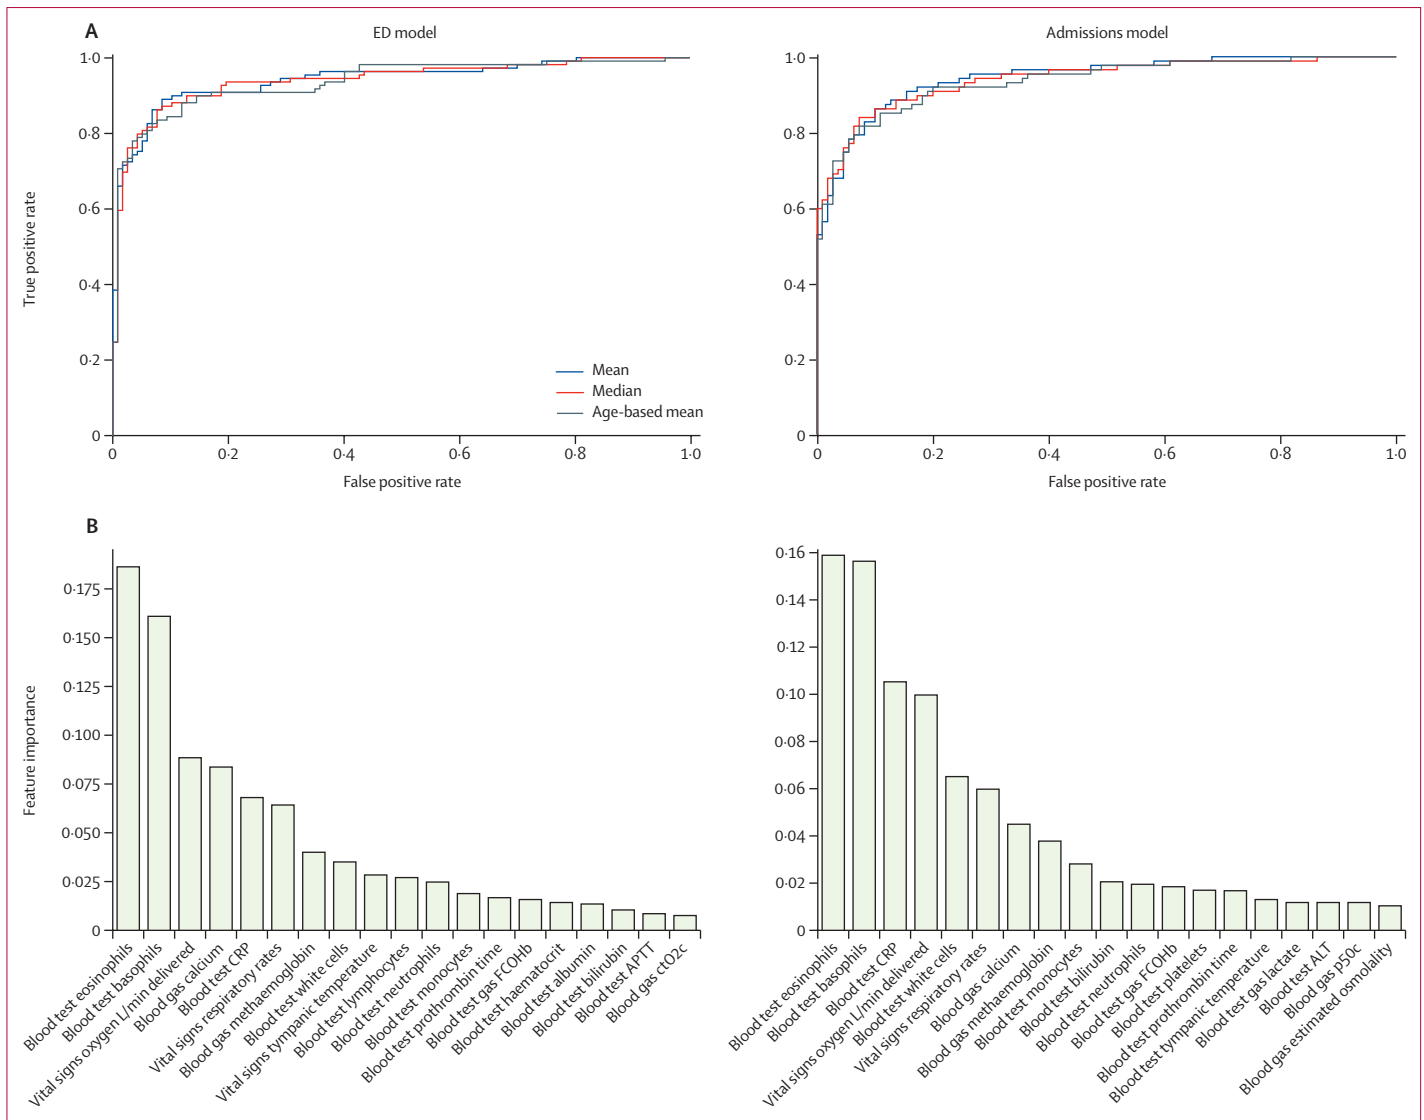 A
ED model
Admissions model
True positive rate
1·0
0·8
0·6
0·4
0·2
0
0
0·2
0·4
0·6
0·8
1·0
False positive rate
Mean
Median
Age-based mean
1·0
0·8
0·6
0·4
0·2
0
0
0·2
0·4
0·6
0·8
1·0
False positive rate
B
Feature importance
0·175
0·150
0·125
0·100
0·075
0·050
0·025
0
Blood test eosinophils
Blood test basophils
Vital signs oxygen L/min delivered
Blood gas calcium
Blood test CRP
Vital signs respiratory rates
Blood gas methaemoglobin
Blood test white cells
Vital signs tympanic temperature
Blood test lymphocytes
Blood test neutrophils
Blood test monocytes
Blood test prothrombin time
Blood test gas FCOHb
Blood test haematocrit
Blood test albumin
Blood test bilirubin
Blood test APTT
Blood gas ctO2c
0·16
0·14
0·12
0·10
0·08
0·06
0·04
0·02
0
Blood test eosinophils
Blood test basophils
Blood test CRP
Vital signs oxygen L/min delivered
Blood test white cells
Vital signs respiratory rates
Blood gas calcium
Blood gas methaemoglobin
Blood test monocytes
Blood test bilirubin
Blood test neutrophils
Blood test gas FCOHb
Blood test platelets
Blood test prothrombin time
Blood test tympanic temperature
Blood test gas lactate
Blood test ALT
Blood gas p50c
Blood gas estimated osmolality